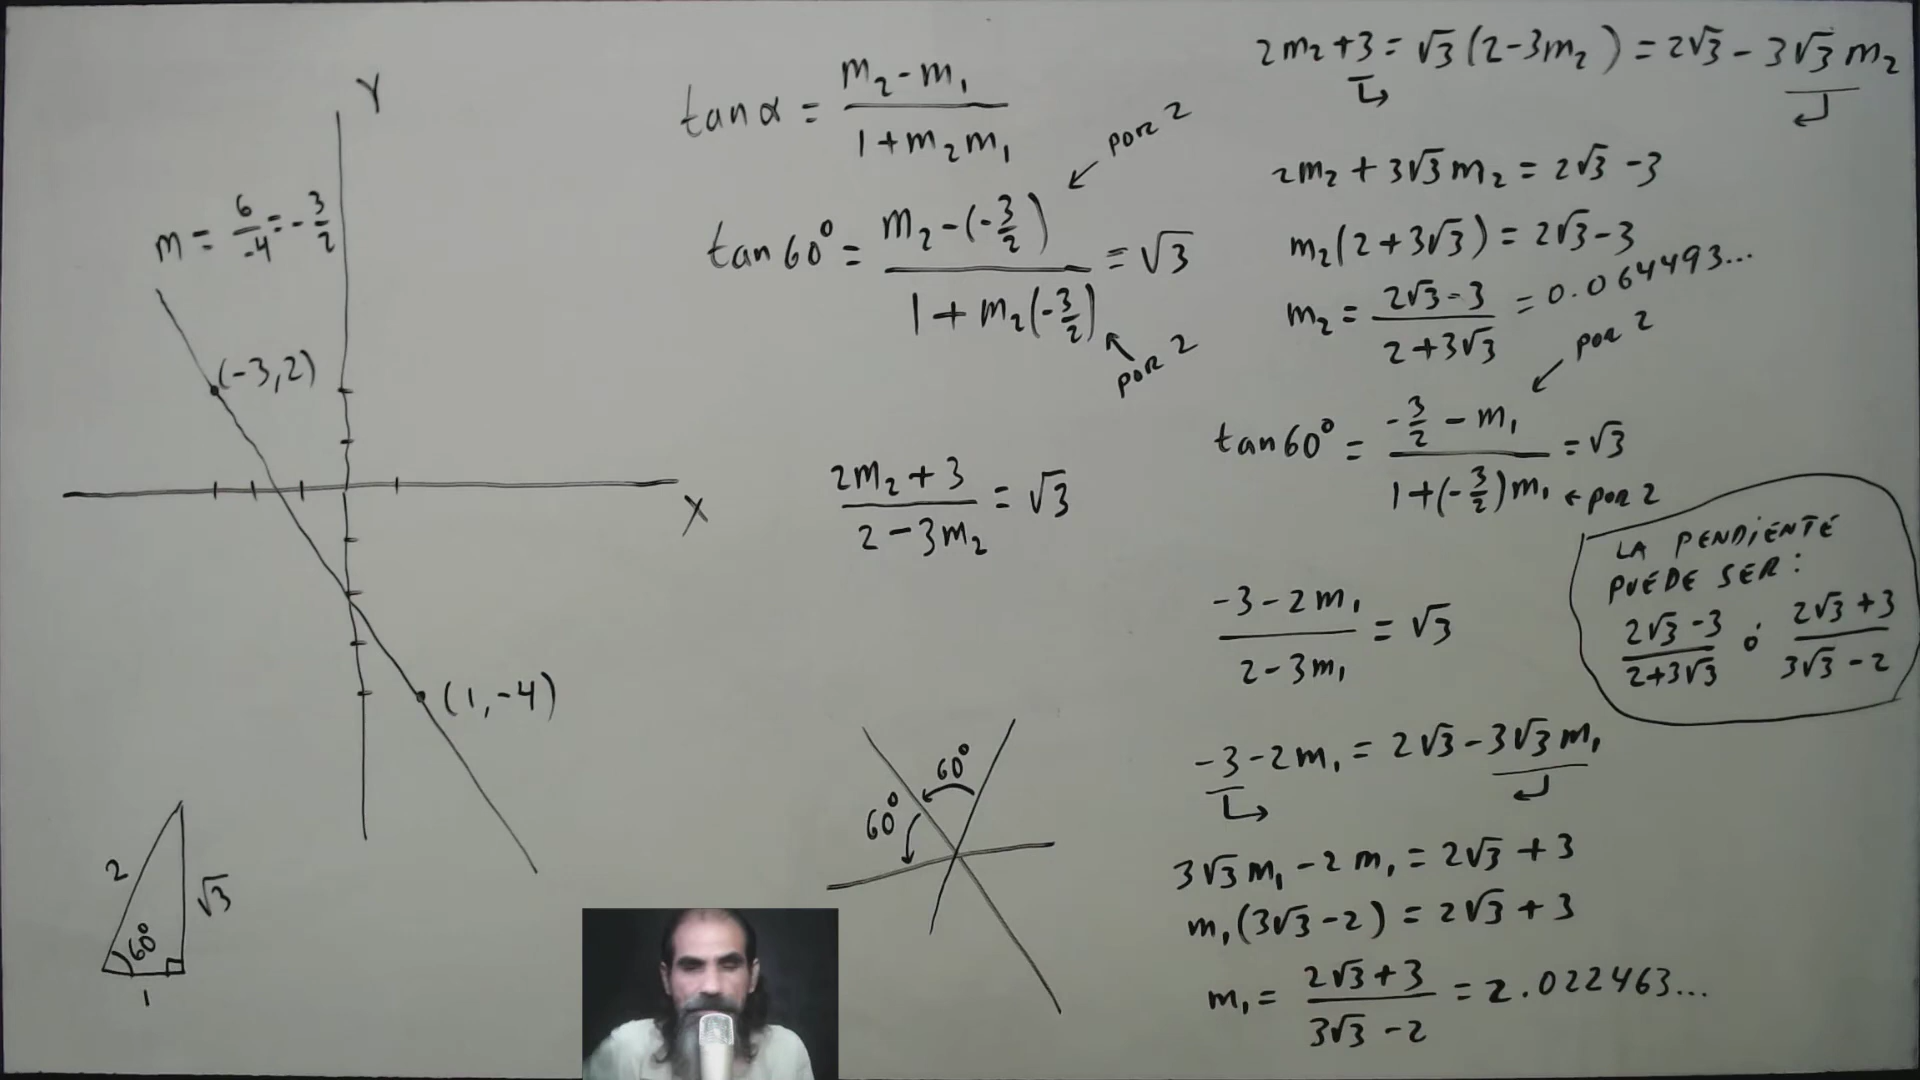 Y
m = 6/-4 = -3/2
(-3,2)
X
(1,-4)
2
60°
√3
1
tan α = (m₂ - m₁)/(1 + m₂m₁)
por 2
tan 60° = (m₂ - (-3/2))/(1 + m₂(-3/2)) = √3
por 2
(2m₂ + 3)/(2 - 3m₂) = √3
60°
60°
2m₂ + 3 = √3 (2 - 3m₂) = 2√3 - 3√3 m₂
2m₂ + 3√3 m₂ = 2√3 - 3
m₂(2 + 3√3) = 2√3 - 3
m₂ = (2√3 - 3)/(2 + 3√3) = 0.064493...
por 2
tan 60° = (-3/2 - m₁)/(1 + (-3/2)m₁) = √3
← por 2
(-3 - 2m₁)/(2 - 3m₁) = √3
LA PENDIENTE
PUEDE SER:
(2√3 - 3)/(2 + 3√3) ó (2√3 + 3)/(3√3 - 2)
-3 - 2m₁ = 2√3 - 3√3 m₁
3√3 m₁ - 2m₁ = 2√3 + 3
m₁(3√3 - 2) = 2√3 + 3
m₁ = (2√3 + 3)/(3√3 - 2) = 2.022463...